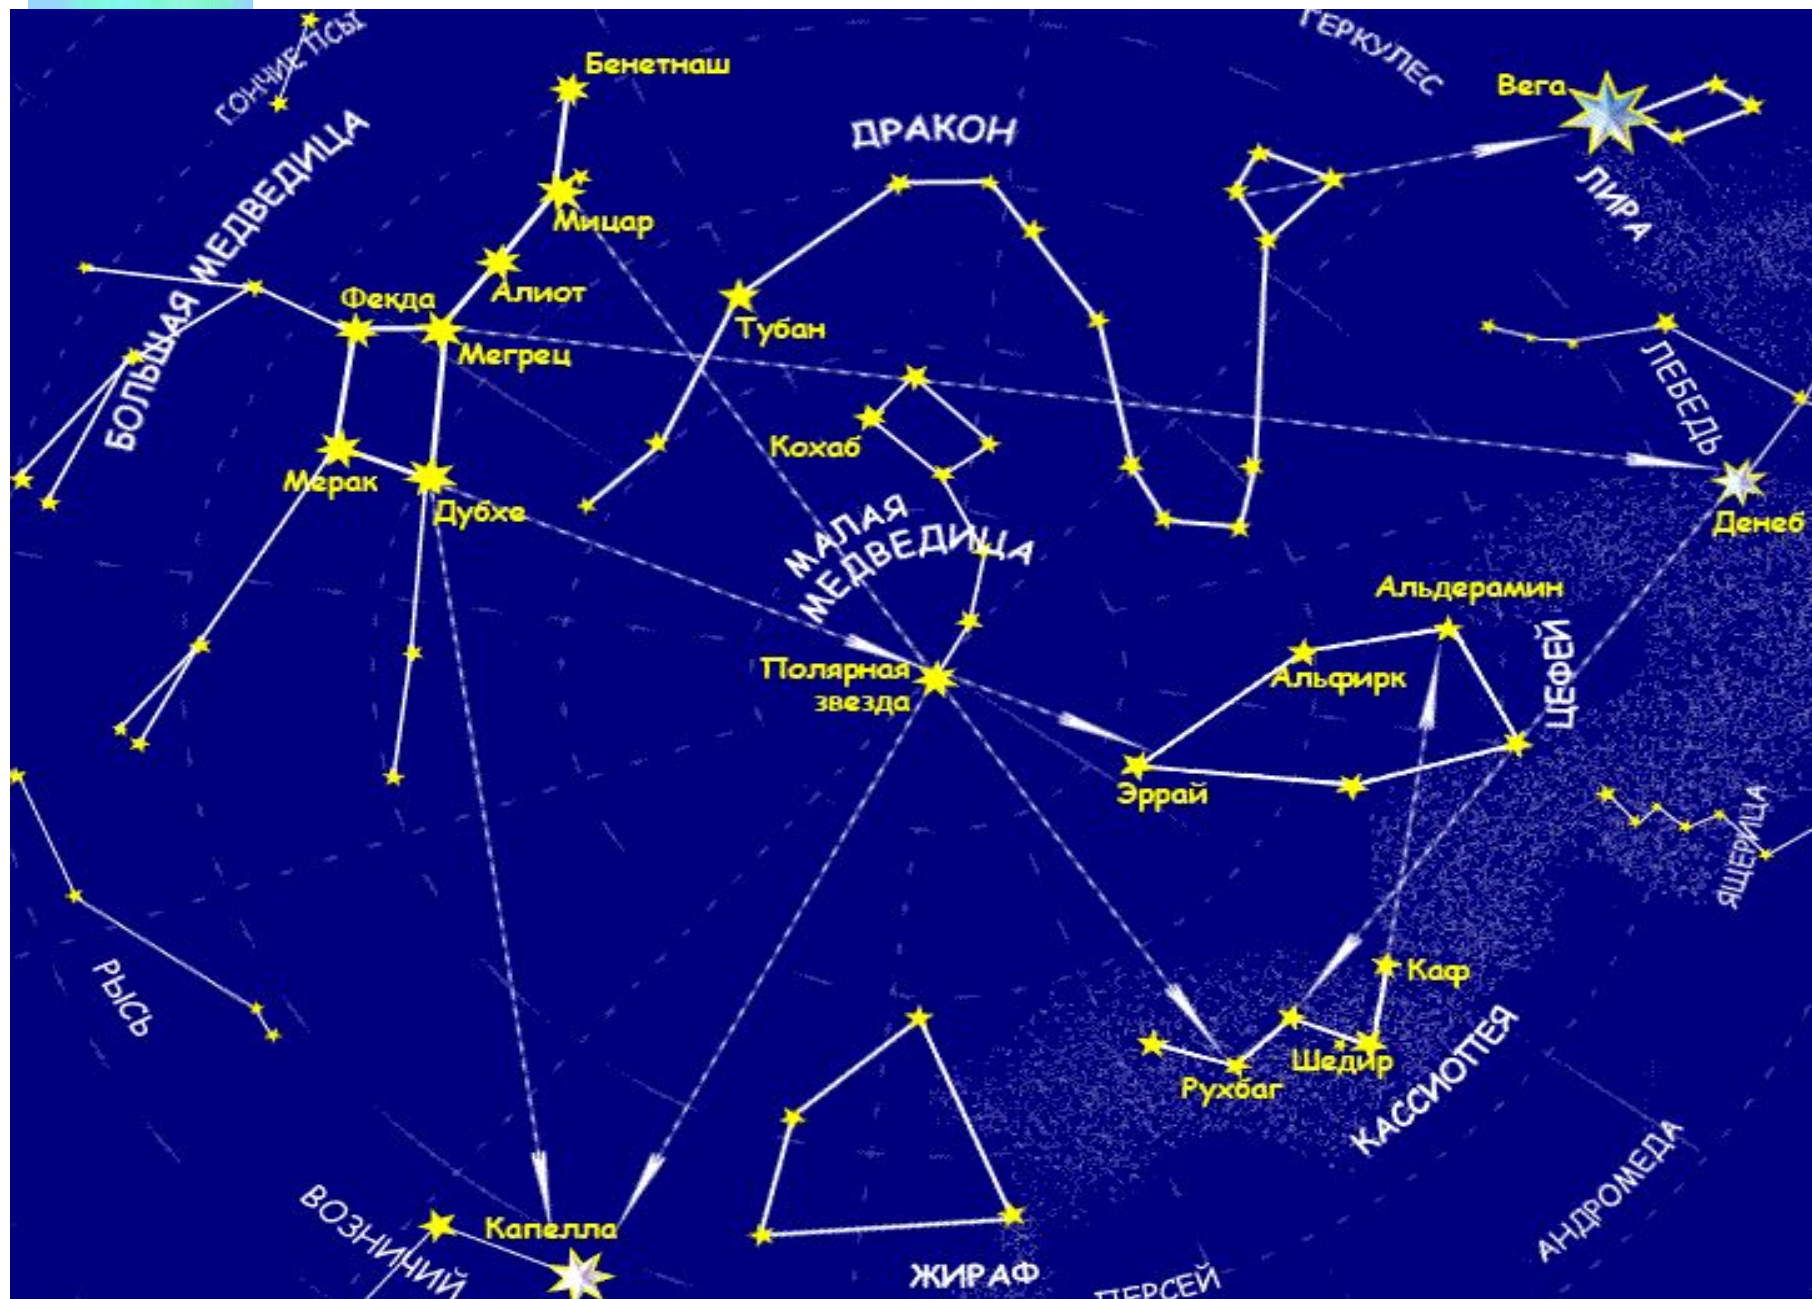 ГОНЧИЕ ПСЫ
ГЕРКУЛЕС
Бенетнаш
Вега
ДРАКОН
БОЛЬШАЯ МЕДВЕДИЦА
Мицар
ЛИРА
Алиот
Фекда
Тубан
Мегрец
ЛЕБЕДЬ
Кохаб
Мерак
Дубхе
Денеб
МАЛАЯ
МЕДВЕДИЦА
Альдерамин
ЦЕФЕЙ
Полярная
звезда
Альфирк
Эррай
ЯЩЕРИЦА
РЫСЬ
Каф
Шедир
Рухбаг
КАССИОПЕЯ
АНДРОМЕДА
ВОЗНИЧИЙ
Капелла
ЖИРАФ
ПЕРСЕЙ